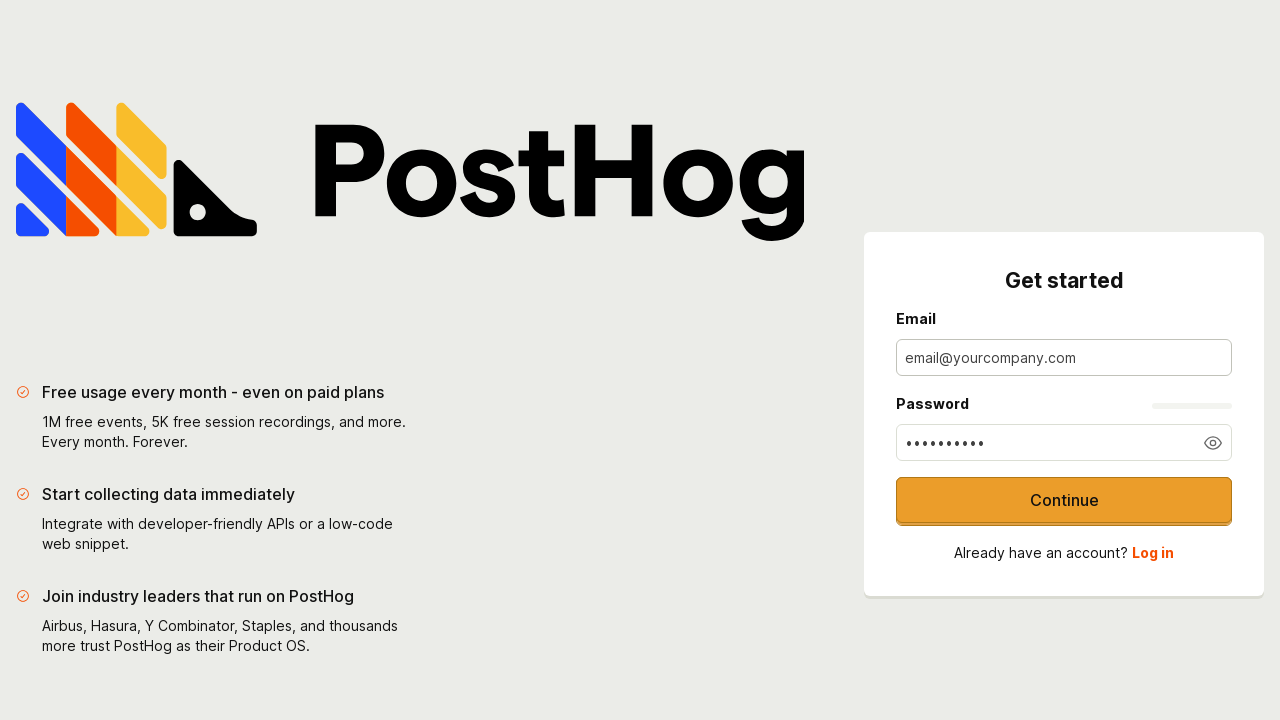 PostHog
Free usage every month - even on paid plans
1M free events, 5K free session recordings, and more.
Every month. Forever.
Start collecting data immediately
Integrate with developer-friendly APIs or a low-code
web snippet.
Join industry leaders that run on PostHog
Airbus, Hasura, Y Combinator, Staples, and thousands
more trust PostHog as their Product OS.
Get started
Email
email@yourcompany.com
Password
••••••••••
Continue
Already have an account? Log in